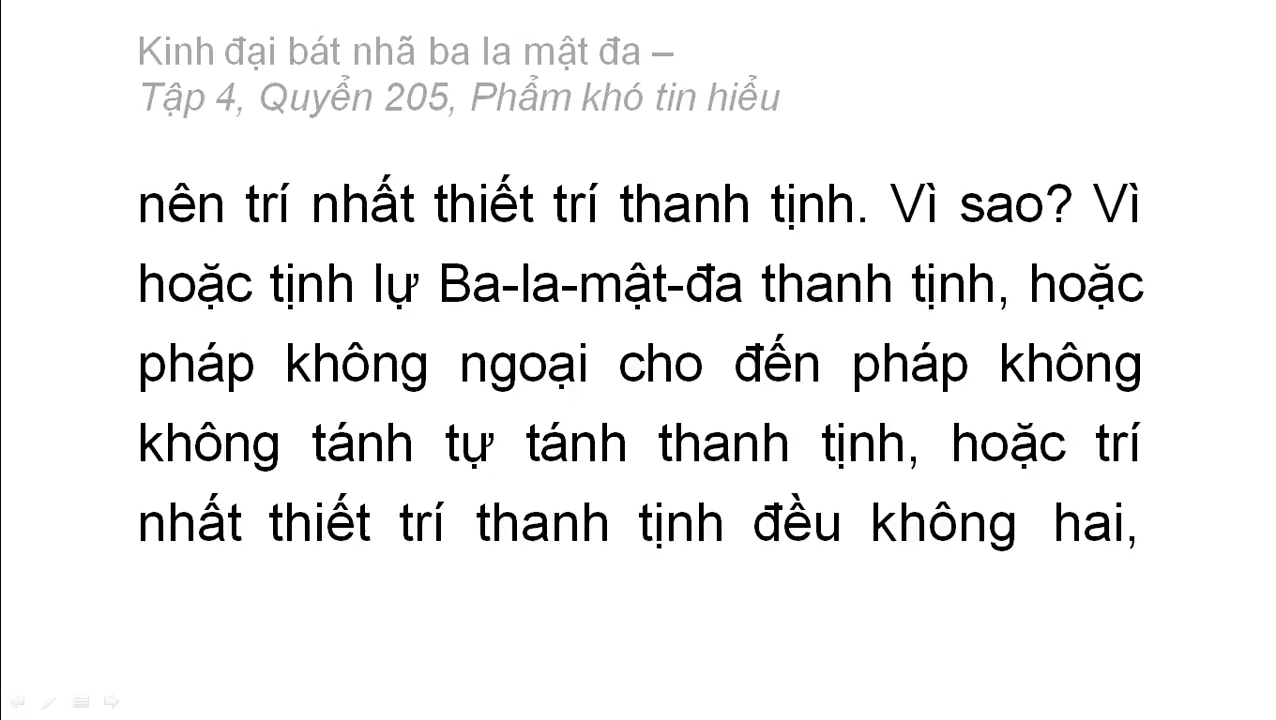 Kinh đại bát nhã ba la mật đa –
Tập 4, Quyển 205, Phẩm khó tin hiểu
nên trí nhất thiết trí thanh tịnh. Vì sao? Vì
hoặc tịnh lự Ba-la-mật-đa thanh tịnh, hoặc
pháp không ngoại cho đến pháp không
không tánh tự tánh thanh tịnh, hoặc trí
nhất thiết trí thanh tịnh đều không hai,